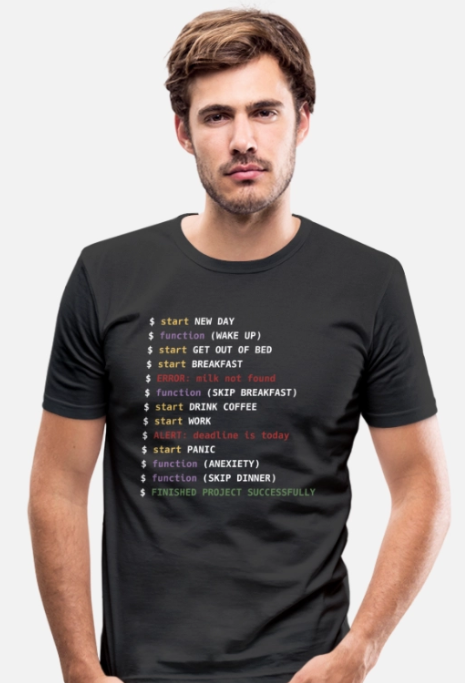 $ start NEW DAY
$ function (WAKE UP)
$ start GET OUT OF BED
$ start BREAKFAST
$ ERROR: milk not found
$ function (SKIP BREAKFAST)
$ start DRINK COFFEE
$ start WORK
$ ALERT: deadline is today
$ start PANIC
$ function (ANEXIETY)
$ function (SKIP DINNER)
$ FINISHED PROJECT SUCCESSFULLY